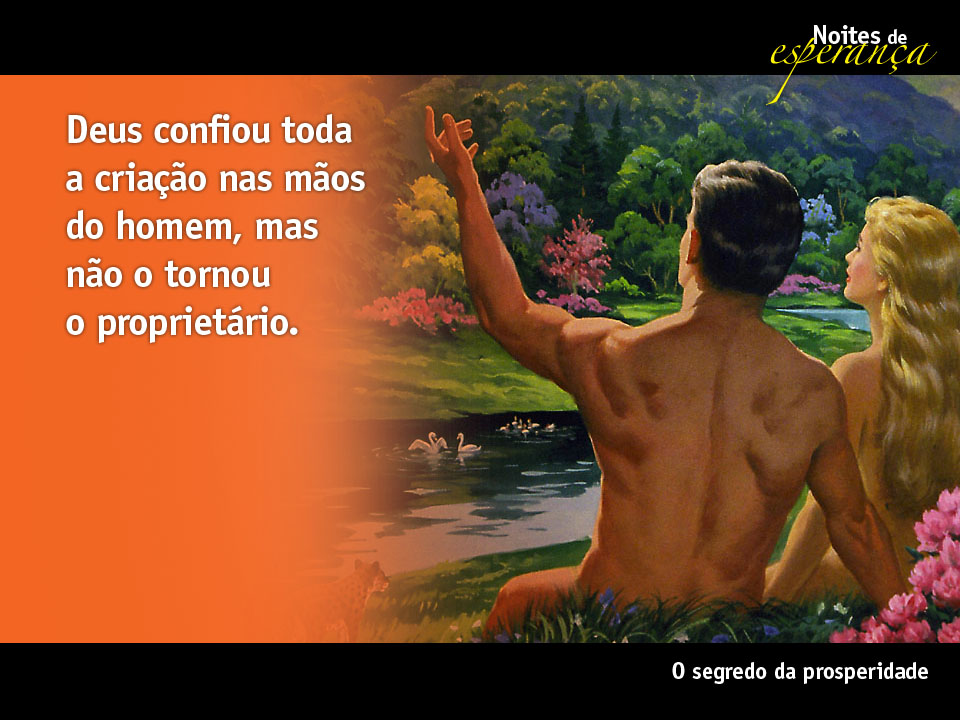 Noites de
esperança
Deus confiou toda
a criação nas mãos
do homem, mas
não o tornou
o proprietário.
O segredo da prosperidade